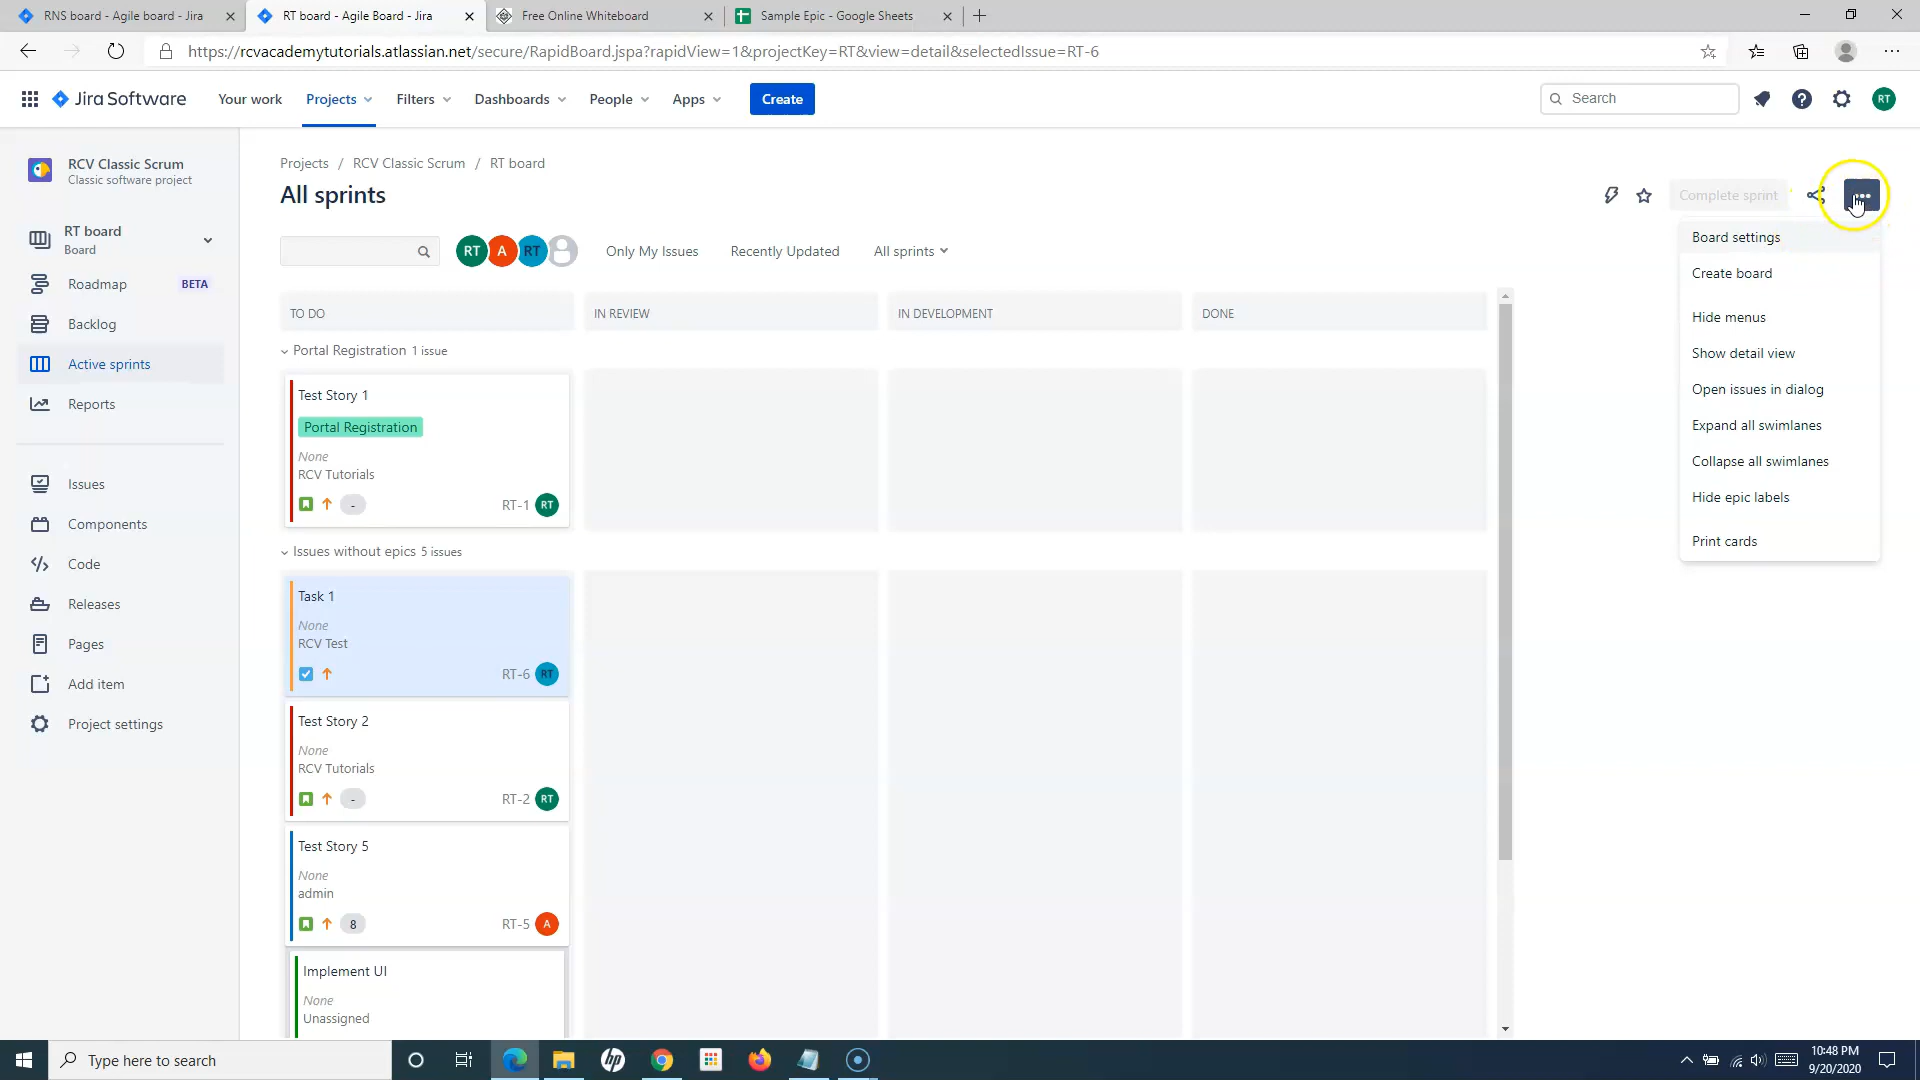 RNS board - Agile board - Jira
RT board - Agile Board - Jira
Free Online Whiteboard
Sample Epic - Google Sheets
https://rcvacademytutorials.atlassian.net/secure/RapidBoard.jspa?rapidView=1&projectKey=RT&view=detail&selectedIssue=RT-6
Jira Software
Your work
Projects
Filters
Dashboards
People
Apps
Create
Search
RT
RCV Classic Scrum
Classic software project
RT board
Board
Roadmap
BETA
Backlog
Active sprints
Reports
Issues
Components
Code
Releases
Pages
Add item
Project settings
Projects / RCV Classic Scrum / RT board
All sprints
Complete sprint
RT
A
RT
Only My Issues
Recently Updated
All sprints
Board settings
Create board
Hide menus
Show detail view
Open issues in dialog
Expand all swimlanes
Collapse all swimlanes
Hide epic labels
Print cards
TO DO
IN REVIEW
IN DEVELOPMENT
DONE
Portal Registration 1 issue
Test Story 1
Portal Registration
None
RCV Tutorials
-
RT-1
RT
Issues without epics 5 issues
Task 1
None
RCV Test
RT-6
RT
Test Story 2
None
RCV Tutorials
-
RT-2
RT
Test Story 5
None
admin
8
RT-5
A
Implement UI
None
Unassigned
Type here to search
hp
10:48 PM
9/20/2020